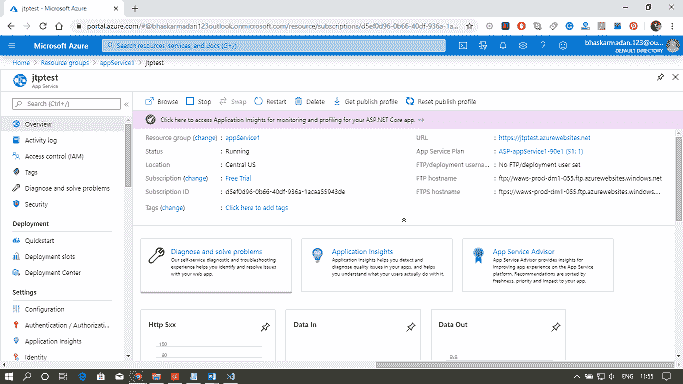 jtptest - Microsoft Azure
portal.azure.com/#@bhaskarmadan123outlook.onmicrosoft.com/resource/subscriptions/d5ef0d96-0b66-40df-936a-1a...
Microsoft Azure
Search resources, services, and docs (G+/)
bhaskarmadan.123@ou...
DEFAULT DIRECTORY
Home > Resource groups > appService1 > jtptest
jtptest
App Service
Search (Ctrl+/)
Browse
Stop
Swap
Restart
Delete
Get publish profile
Reset publish profile
Click here to access Application Insights for monitoring and profiling for your ASP.NET Core app.
Overview
Activity log
Access control (IAM)
Tags
Diagnose and solve problems
Security
Deployment
Quickstart
Deployment slots
Deployment Center
Settings
Configuration
Authentication / Authorizati...
Application Insights
Identity
Resource group (change) : appService1
Status : Running
Location : Central US
Subscription (change) : Free Trial
Subscription ID : d5ef0d96-0b66-40df-936a-1acaa55943de
Tags (change) : Click here to add tags
URL : https://jtptest.azurewebsites.net
App Service Plan : ASP-appService1-90e1 (S1: 1)
FTP/deployment userna... : No FTP/deployment user set
FTP hostname : ftp://waws-prod-dm1-055.ftp.azurewebsites.windows.net
FTPS hostname : ftps://waws-prod-dm1-055.ftp.azurewebsites.windows....
Diagnose and solve problems
Our self-service diagnostic and troubleshooting
experience helps you identify and resolve issues
with your web app.
Application Insights
Application Insights helps you detect and
diagnose quality issues in your apps, and helps
you understand what your users actually do with it.
App Service Advisor
App Service Advisor provides insights for
improving app experience on the App Service
platform. Recommendations are sorted by
freshness, priority and impact to your app.
Http 5xx
100
Data In
Data Out
ENG
11:55